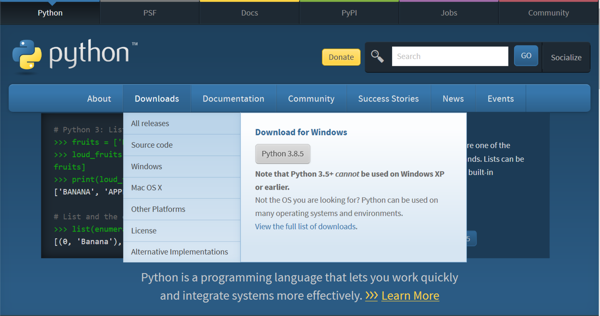 Python
PSF
Docs
PyPI
Jobs
Community
python™
Donate
Search
GO
Socialize
About
Downloads
Documentation
Community
Success Stories
News
Events
# Python 3: Lis
>>> fruits = ['B
>>> loud_fruits
fruits]
>>> print(loud_
['BANANA', 'APP
# List and the
>>> list(enumer
[(0, 'Banana'),
All releases
Source code
Windows
Mac OS X
Other Platforms
License
Alternative Implementations
Download for Windows
Python 3.8.5
Note that Python 3.5+ cannot be used on Windows XP
or earlier.
Not the OS you are looking for? Python can be used on
many operating systems and environments.
View the full list of downloads.
re one of the
nds. Lists can be
built-in
5
Python is a programming language that lets you work quickly
and integrate systems more effectively. >>> Learn More